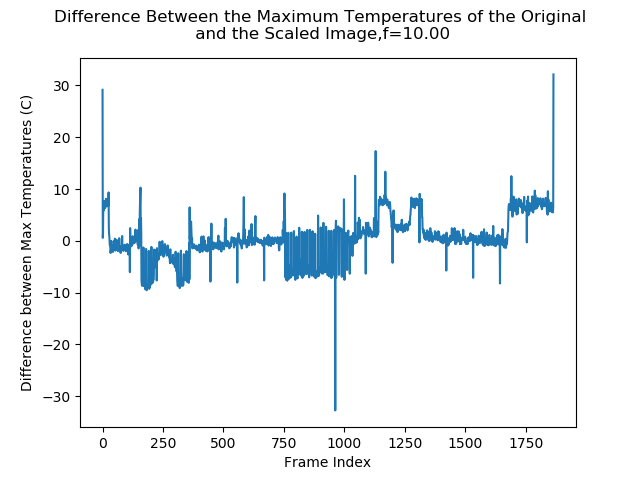 Difference Between the Maximum Temperatures of the Original
and the Scaled Image,f=10.00
30
20
10
0
−10
−20
−30
Difference between Max Temperatures (C)
0 250 500 750 1000 1250 1500 1750
Frame Index